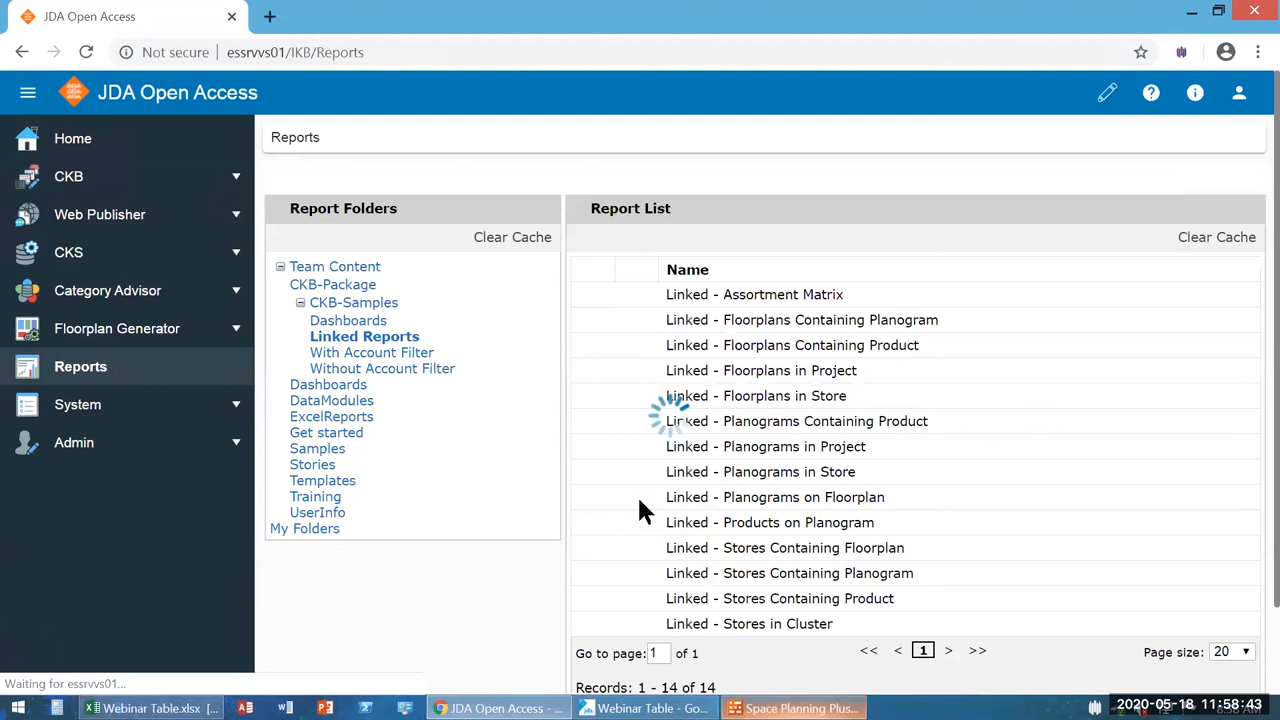 JDA Open Access
Not secure
essrvvs01/IKB/Reports
JDA Open Access
Home
CKB
Web Publisher
CKS
Category Advisor
Floorplan Generator
Reports
System
Admin
Reports
Report Folders
Clear Cache
Team Content
CKB-Package
CKB-Samples
Dashboards
Linked Reports
With Account Filter
Without Account Filter
Dashboards
DataModules
ExcelReports
Get started
Samples
Stories
Templates
Training
UserInfo
My Folders
Report List
Clear Cache
Name
Linked - Assortment Matrix
Linked - Floorplans Containing Planogram
Linked - Floorplans Containing Product
Linked - Floorplans in Project
Linked - Floorplans in Store
Linked - Planograms Containing Product
Linked - Planograms in Project
Linked - Planograms in Store
Linked - Planograms on Floorplan
Linked - Products on Planogram
Linked - Stores Containing Floorplan
Linked - Stores Containing Planogram
Linked - Stores Containing Product
Linked - Stores in Cluster
Go to page: 1 of 1 << < 1 > >> Page size: 20
Records: 1 - 14 of 14
Waiting for essrvvs01...
Webinar Table.xlsx [...
JDA Open Access - ...
Webinar Table - Go...
Space Planning Plus...
2020-05-18 11:58:43